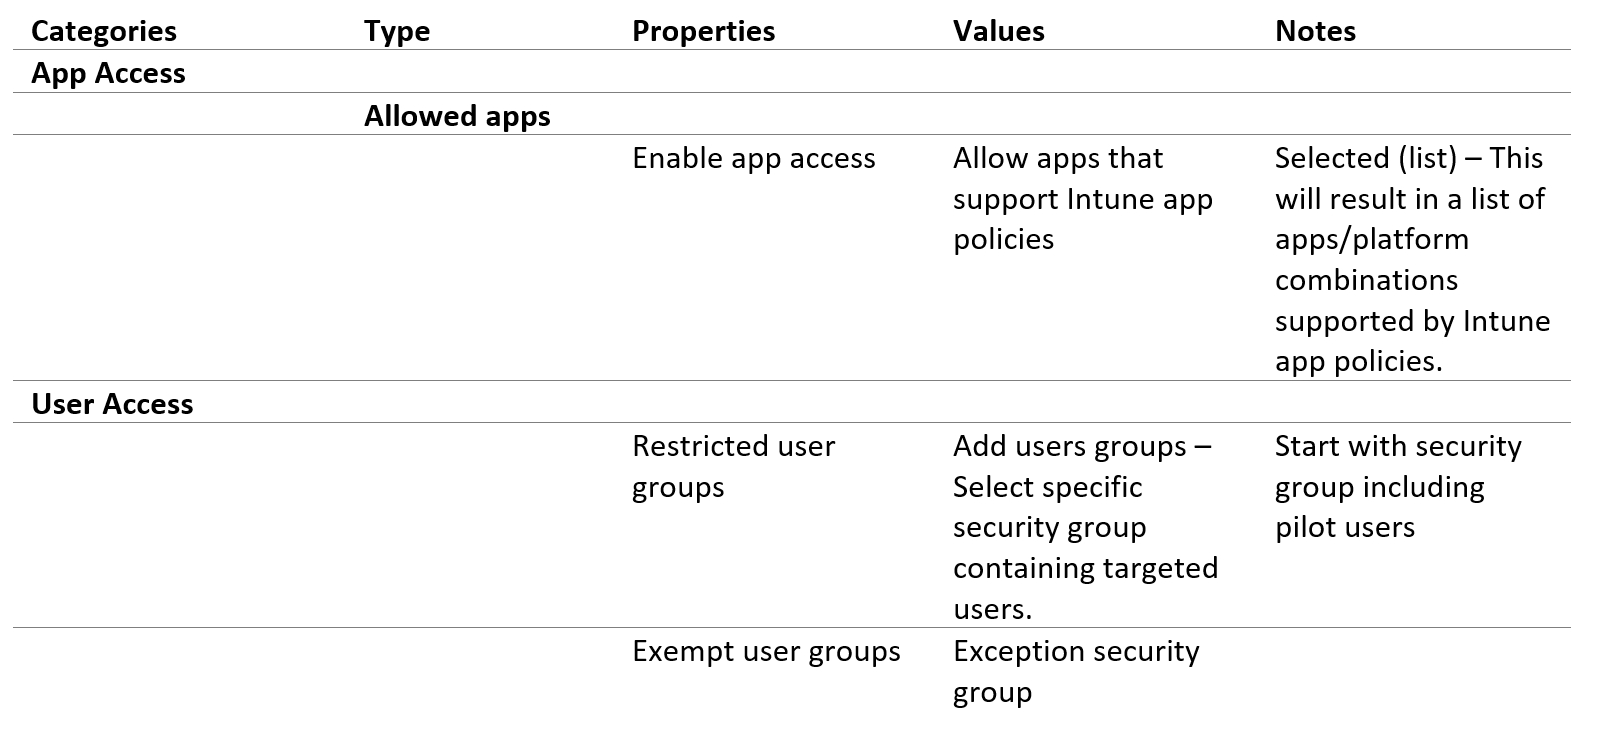 Categories Type Properties Values Notes
App Access
Allowed apps
Enable app access Allow apps that Selected (list) – This
support Intune app will result in a list of
policies apps/platform
combinations
supported by Intune
app policies.
User Access
Restricted user Add users groups – Start with security
groups Select specific group including
security group pilot users
containing targeted
users.
Exempt user groups Exception security
group